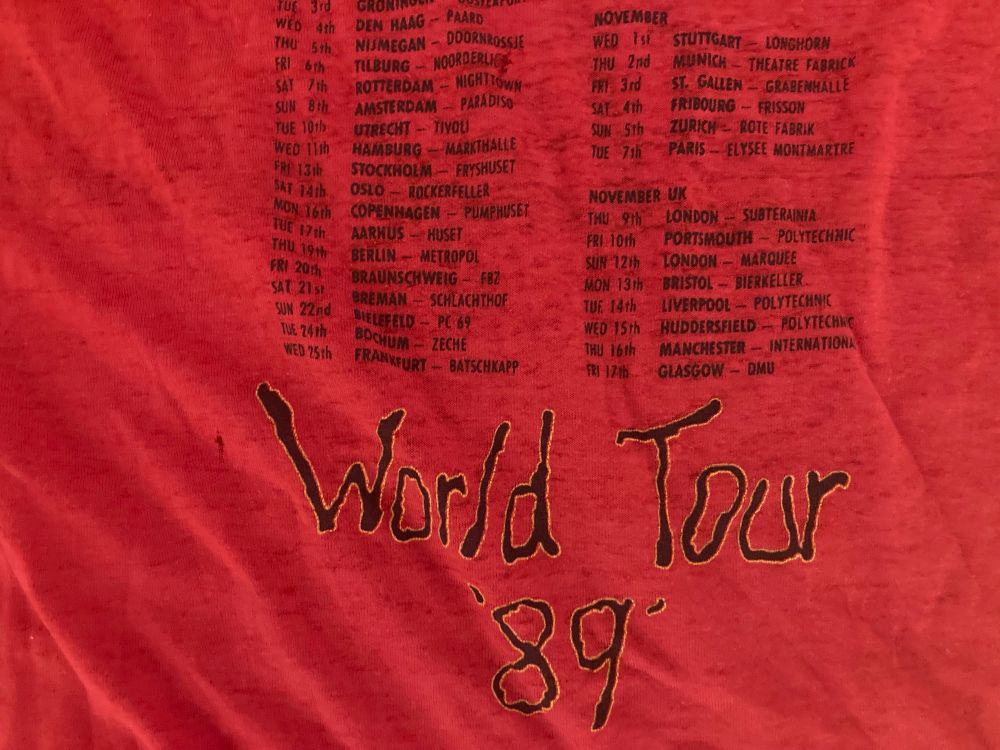 TUE 3rd GRONINGEN – OOSTERPORT
WED 4th DEN HAAG – PAARD
THU 5th NIJMEGAN – DOORNROSSJE
FRI 6th TILBURG – NOORDERLIGT
SAT 7th ROTTERDAM – NIGHTTOWN
SUN 8th AMSTERDAM – PARADISO
TUE 10th UTRECHT – TIVOLI
WED 11th HAMBURG – MARKTHALLE
FRI 13th STOCKHOLM – FRYSHUSET
SAT 14th OSLO – ROCKERFELLER
MON 16th COPENHAGEN – PUMPHUSET
TUE 17th AARHUS – HUSET
THU 19th BERLIN – METROPOL
FRI 20th BRAUNSCHWEIG – FBZ
SAT 21st BREMAN – SCHLACHTHOF
SUN 22nd BIELEFELD – PC 69
TUE 24th BOCHUM – ZECHE
WED 25th FRANKFURT – BATSCHKAPP
NOVEMBER
WED 1st STUTTGART – LONGHORN
THU 2nd MUNICH – THEATRE FABRICK
FRI 3rd ST. GALLEN – GRABENHALLE
SAT 4th FRIBOURG – FRISSON
SUN 5th ZURICH – ROTE FABRIK
TUE 7th PARIS – ELYSEE MONTMARTRE
NOVEMBER UK
THU 9th LONDON – SUBTERAINIA
FRI 10th PORTSMOUTH – POLYTECHNIC
SUN 12th LONDON – MARQUEE
MON 13th BRISTOL – BIERKELLER
TUE 14th LIVERPOOL – POLYTECHNIC
WED 15th HUDDERSFIELD – POLYTECHNIC
THU 16th MANCHESTER – INTERNATIONAL
FRI 17th GLASGOW – QMU
World Tour
'89'